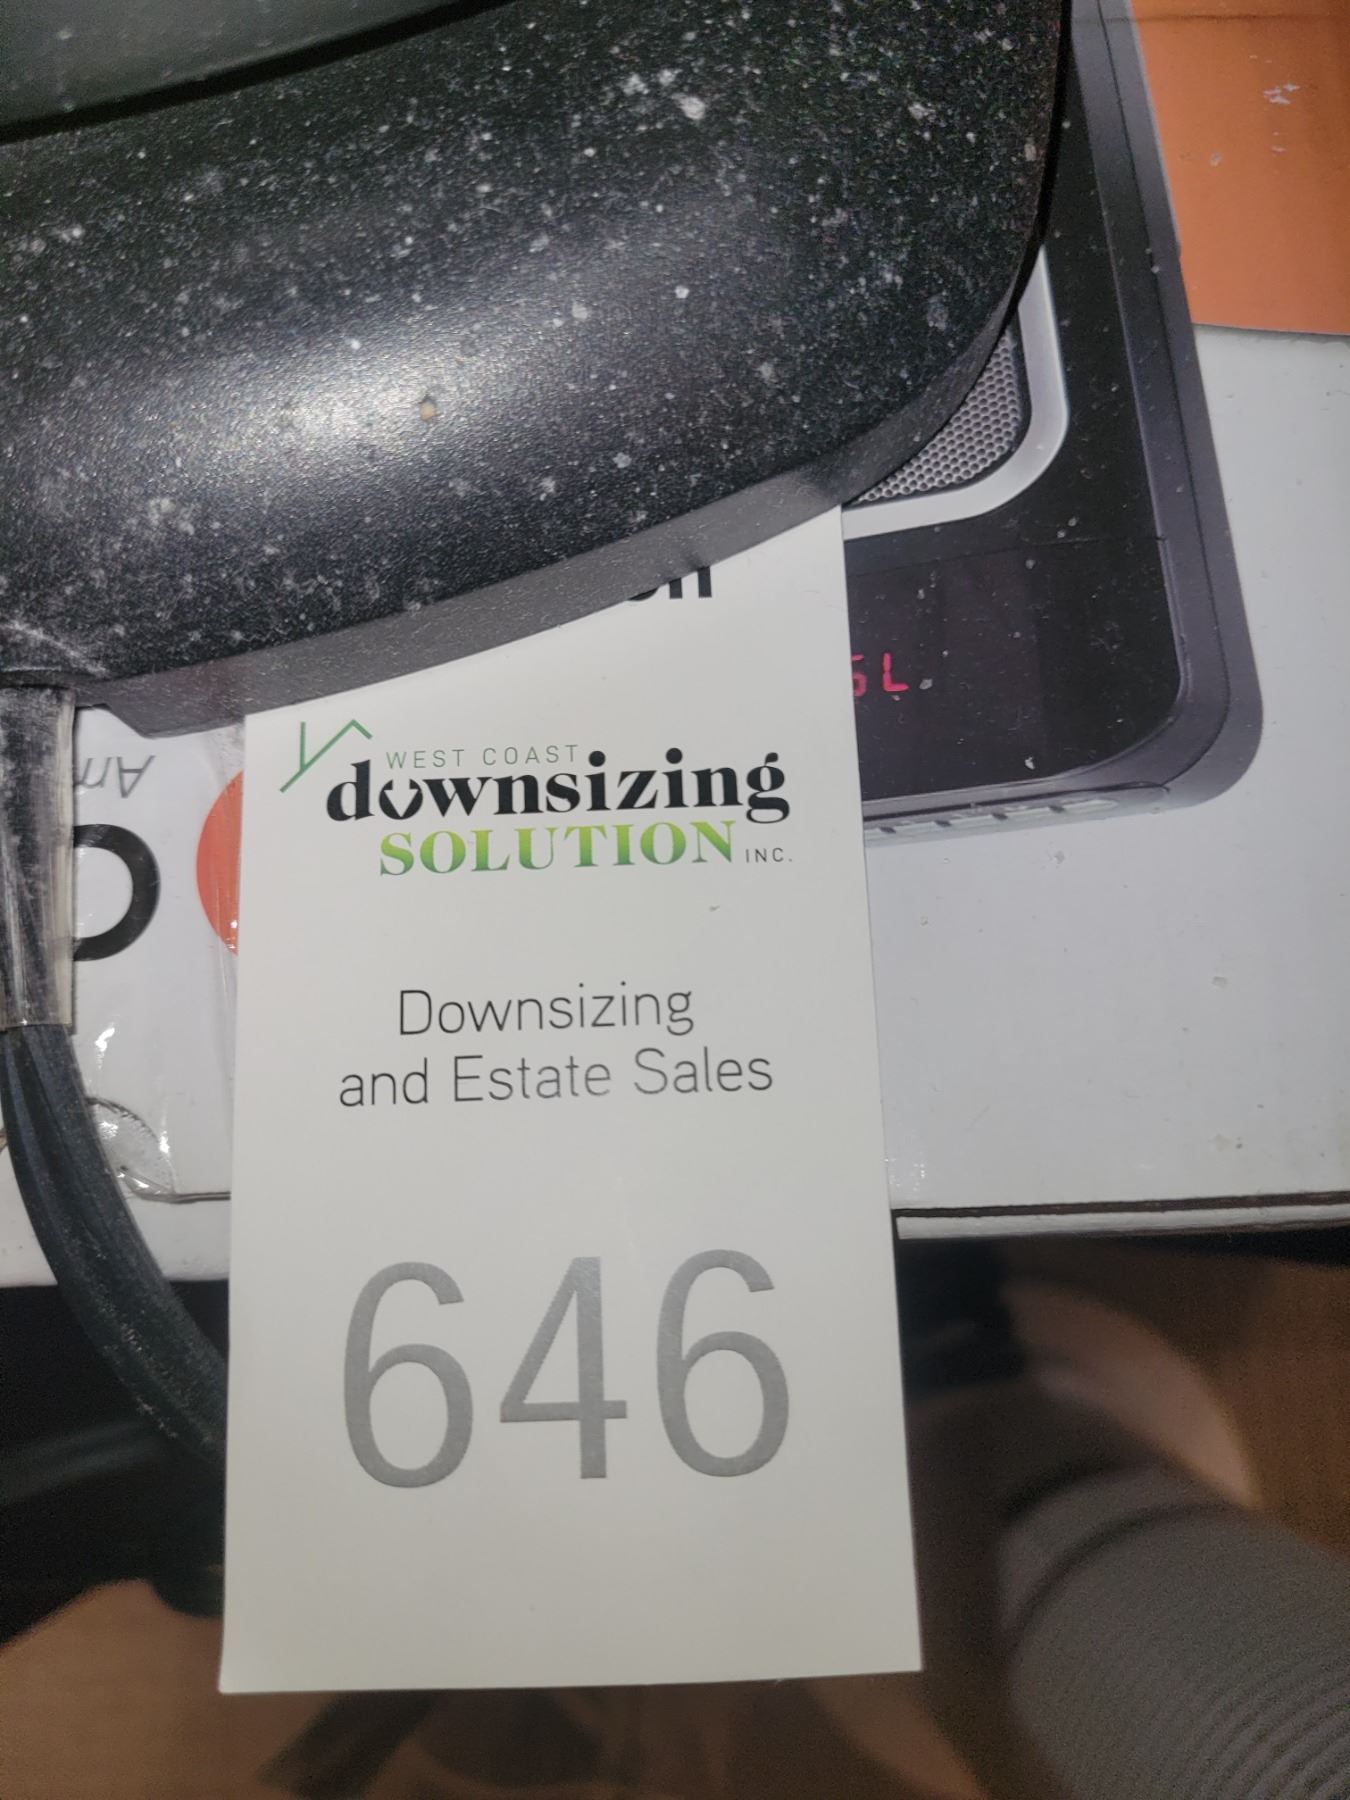 WEST COAST
downsizing
SOLUTION INC.
Downsizing
and Estate Sales
646